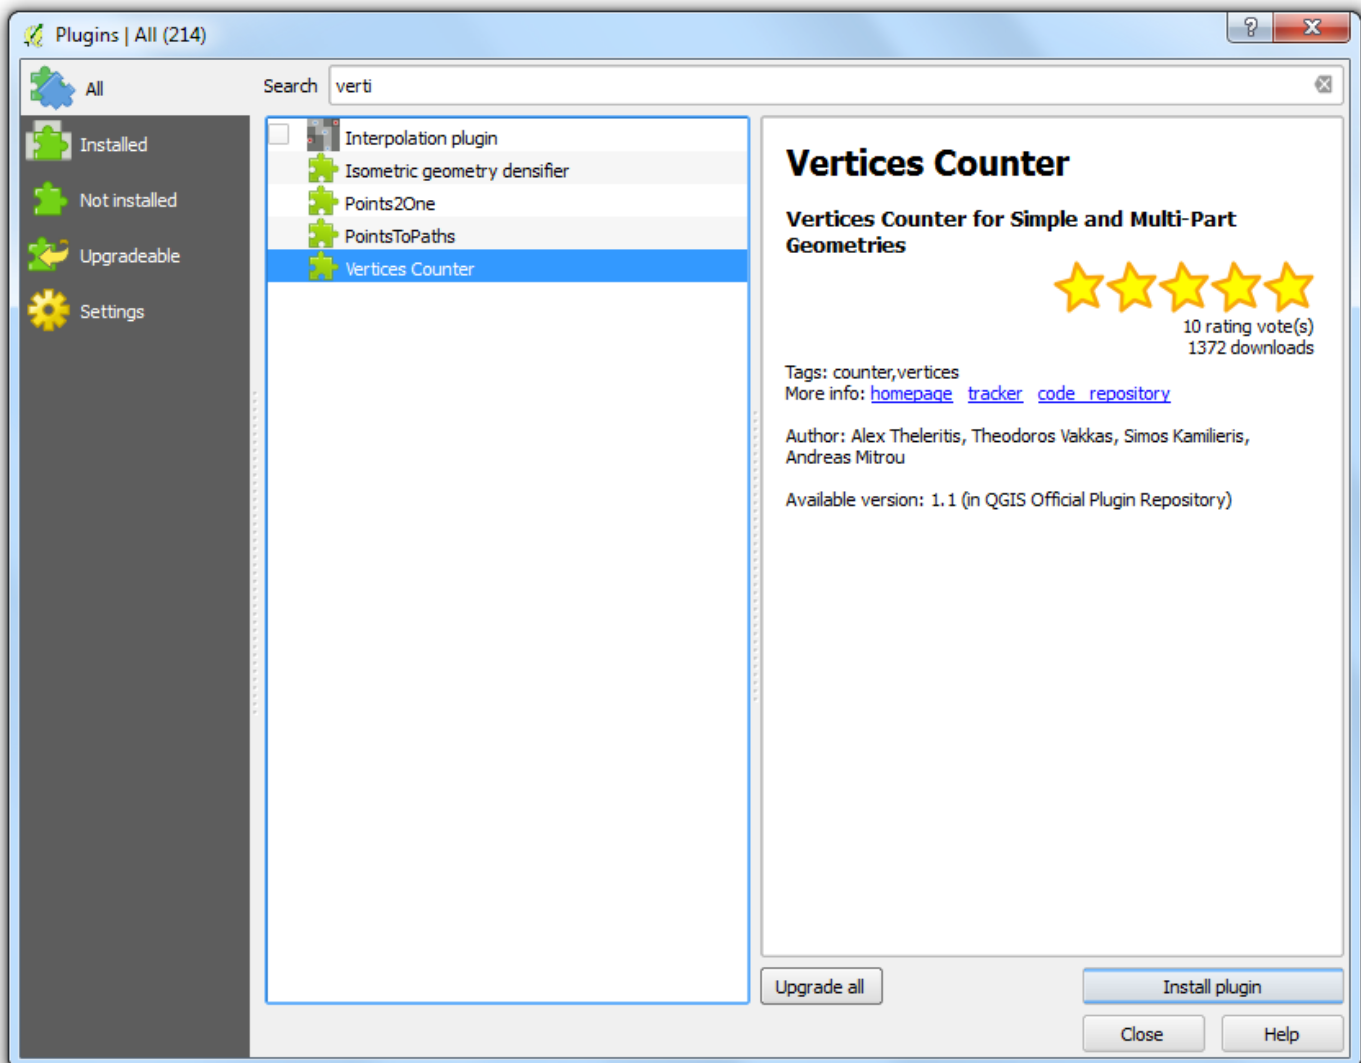 Plugins | All (214)
All
Installed
Not installed
Upgradeable
Settings
Search verti
Interpolation plugin
Isometric geometry densifier
Points2One
PointsToPaths
Vertices Counter
Vertices Counter
Vertices Counter for Simple and Multi-Part
Geometries
10 rating vote(s)
1372 downloads
Tags: counter,vertices
More info: homepage tracker code_repository
Author: Alex Theleritis, Theodoros Vakkas, Simos Kamilieris,
Andreas Mitrou
Available version: 1.1 (in QGIS Official Plugin Repository)
Upgrade all
Install plugin
Close
Help